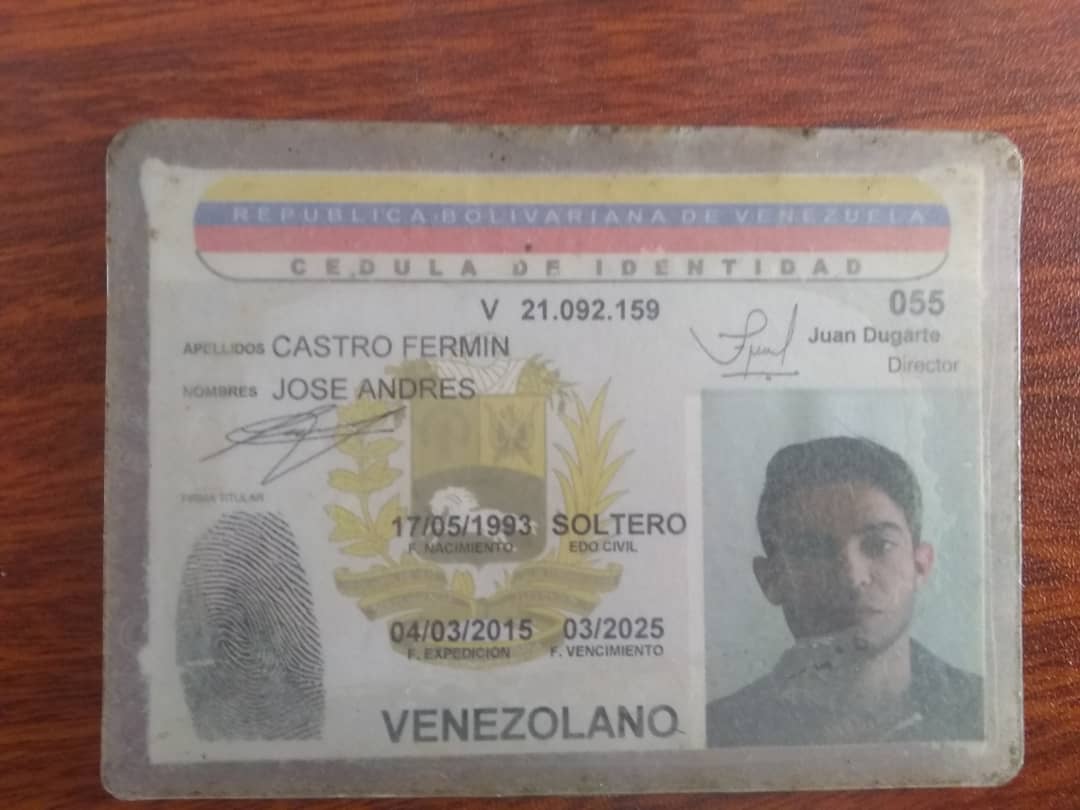 REPUBLICA BOLIVARIANA DE VENEZUELA
CEDULA DE IDENTIDAD
V 21.092.159
055
Juan Dugarte
Director
APELLIDOS CASTRO FERMIN
NOMBRES JOSE ANDRES
FIRMA TITULAR
17/05/1993 SOLTERO
F. NACIMIENTO EDO CIVIL
04/03/2015 03/2025
F. EXPEDICION F. VENCIMIENTO
VENEZOLANO